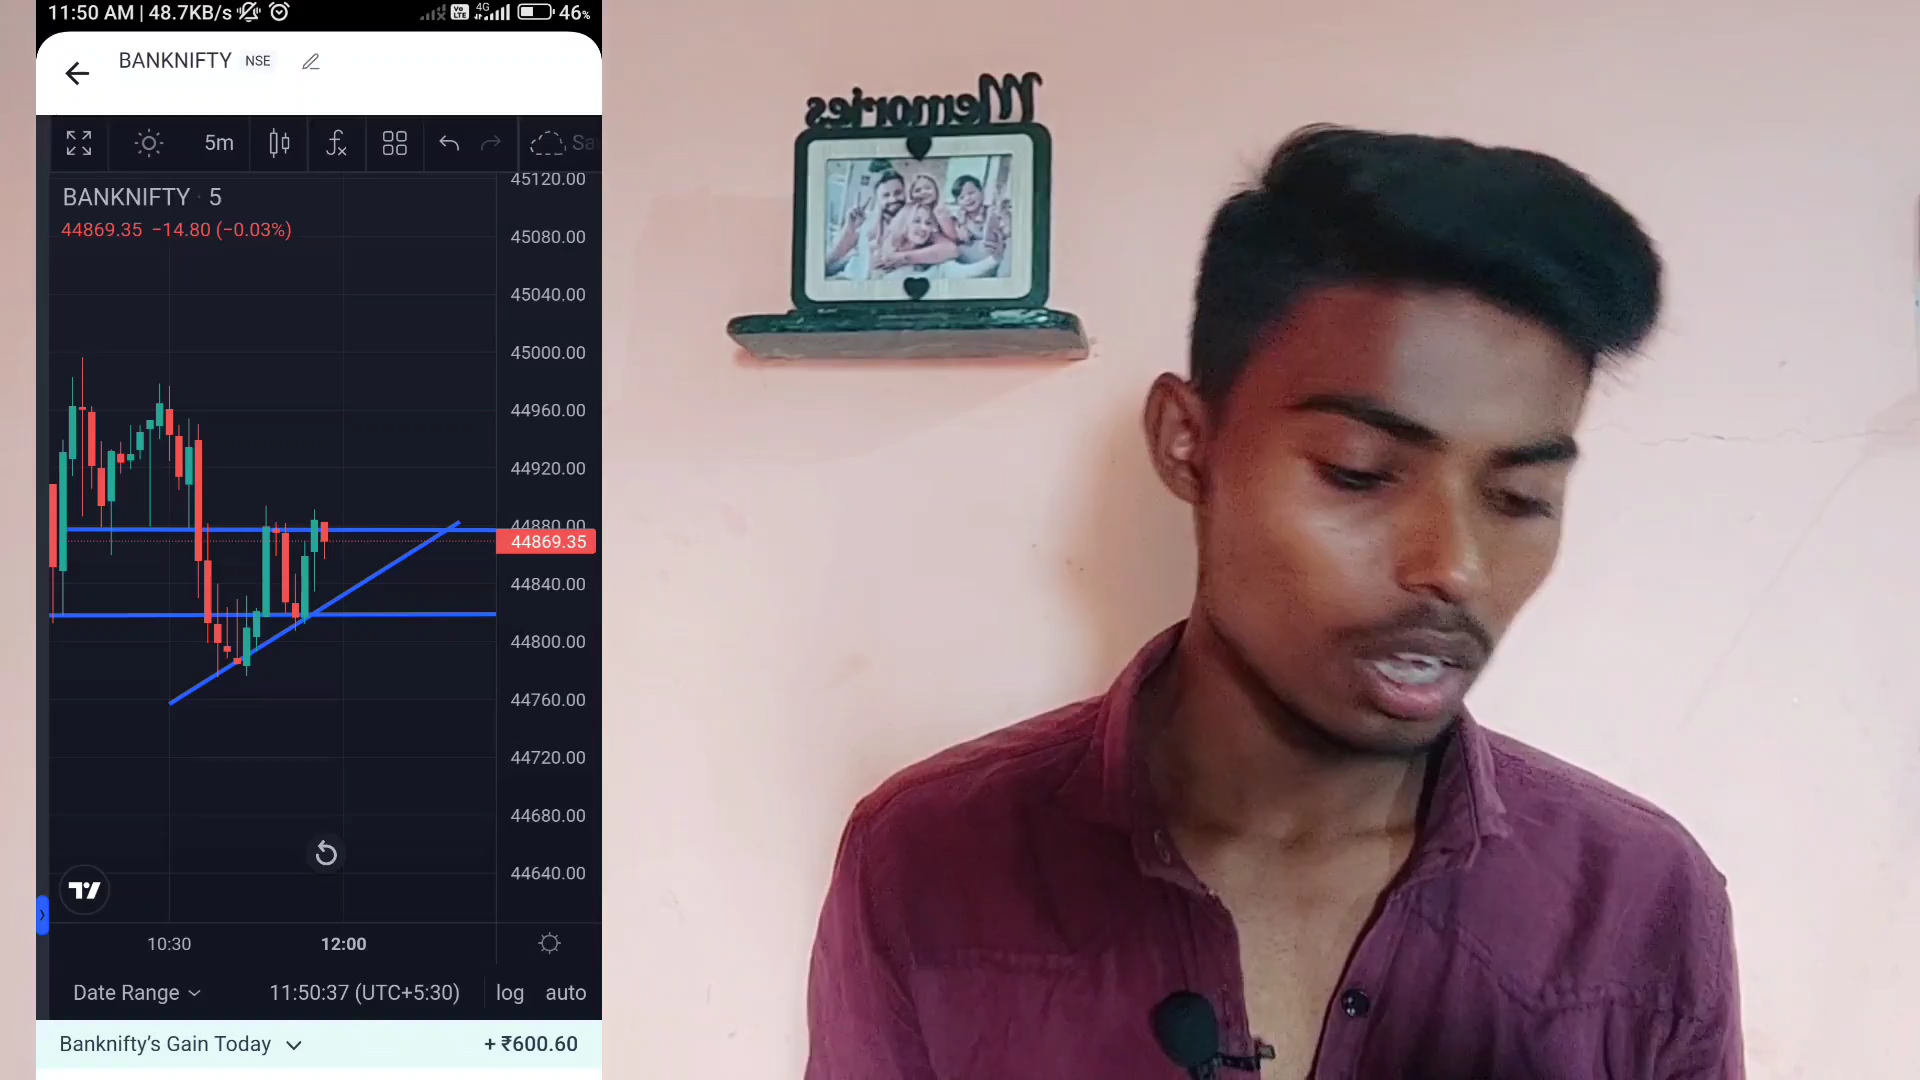 11:50 AM | 48.7KB/s 4G 46%
BANKNIFTY NSE
5m
BANKNIFTY · 5
44869.35 −14.80 (−0.03%)
45120.00
45080.00
45040.00
45000.00
44960.00
44920.00
44880.00
44869.35
44840.00
44800.00
44760.00
44720.00
44680.00
44640.00
10:30 12:00
Date Range 11:50:37 (UTC+5:30) log auto
Banknifty's Gain Today + ₹600.60
Memories